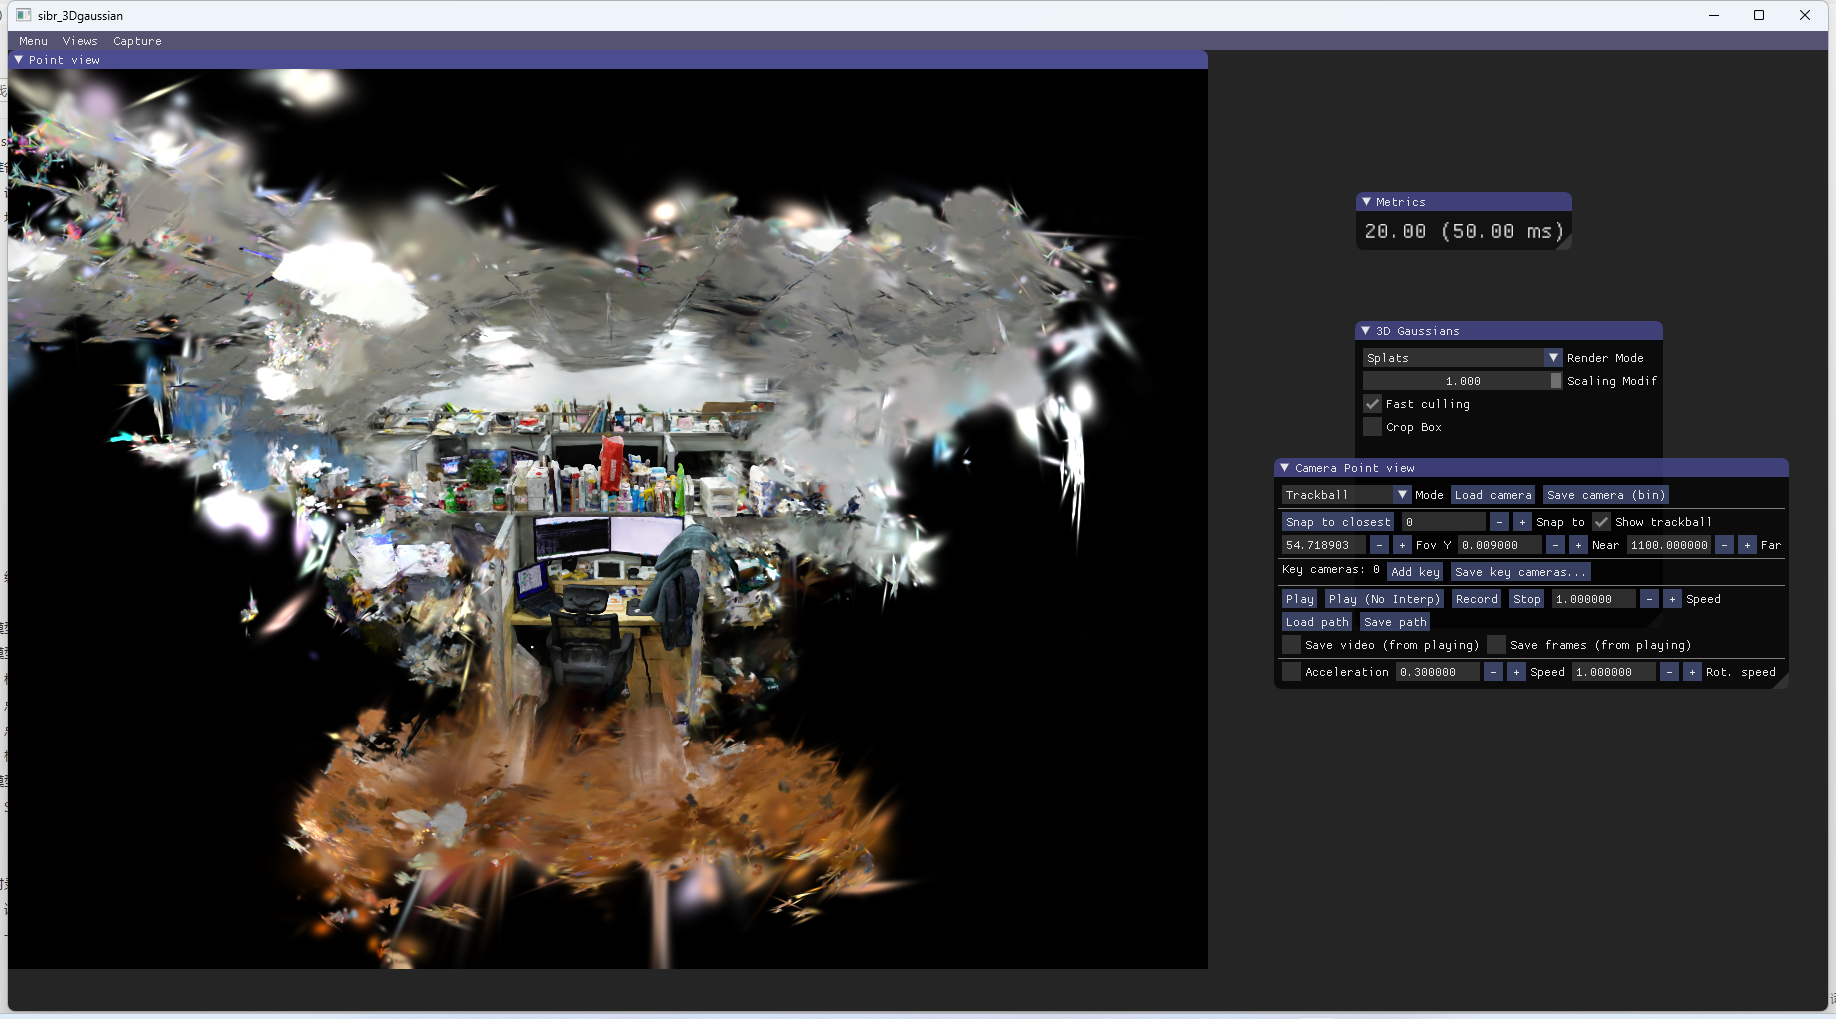 sibr_3Dgaussian
Menu Views Capture
Point view
Metrics
20.00 (50.00 ms)
3D Gaussians
Splats Render Mode
1.000 Scaling Modif
Fast culling
Crop Box
Camera Point view
Trackball Mode Load camera Save camera (bin)
Snap to closest 0 - + Snap to Show trackball
54.718903 - + Fov Y 0.009000 - + Near 1100.000000 - + Far
Key cameras: 0 Add key Save key cameras...
Play Play (No Interp) Record Stop 1.000000 - + Speed
Load path Save path
Save video (from playing) Save frames (from playing)
Acceleration 0.300000 - + Speed 1.000000 - + Rot. speed